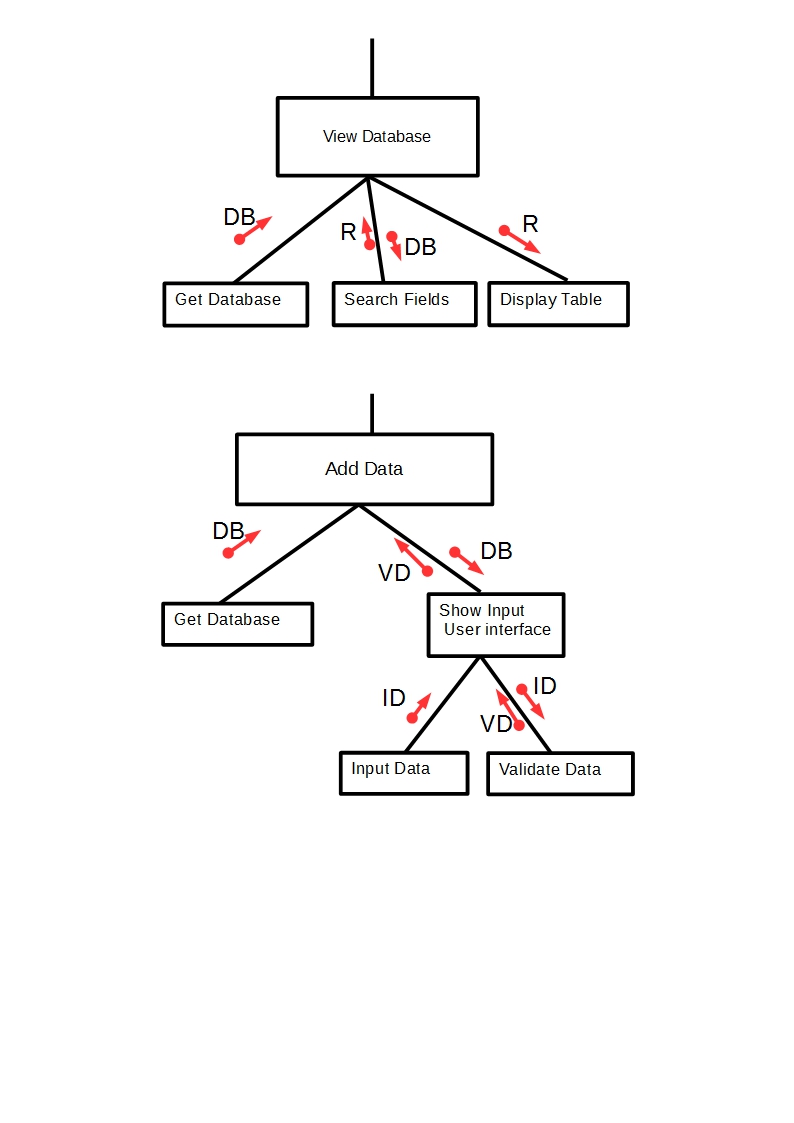 View Database
DB
R
DB
R
Get Database
Search Fields
Display Table
Add Data
DB
VD
DB
Get Database
Show Input
User interface
ID
VD
ID
Input Data
Validate Data